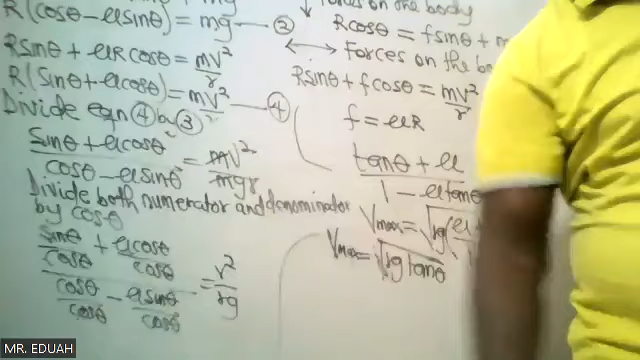 R(cosθ-μsinθ) = mg — ②
Rsinθ + μRcosθ = mv²/r
R(sinθ+μcosθ) = mv²/r — ④
Divide eqn ④ by ③
sinθ + μcosθ / cosθ - μsinθ = mv²/mgr
Divide both numerator and denominator
by cosθ
sinθ/cosθ + μcosθ/cosθ / cosθ/cosθ - μsinθ/cosθ = v²/rg
↓ Forces on the body
Rcosθ = fsinθ + m
↔ Forces on the bo
Rsinθ + fcosθ = mv²/r
f = μR
tanθ + μ / 1 - μtanθ
Vmax = √rg(μ
Vmax = √rg tanθ
MR. EDUAH